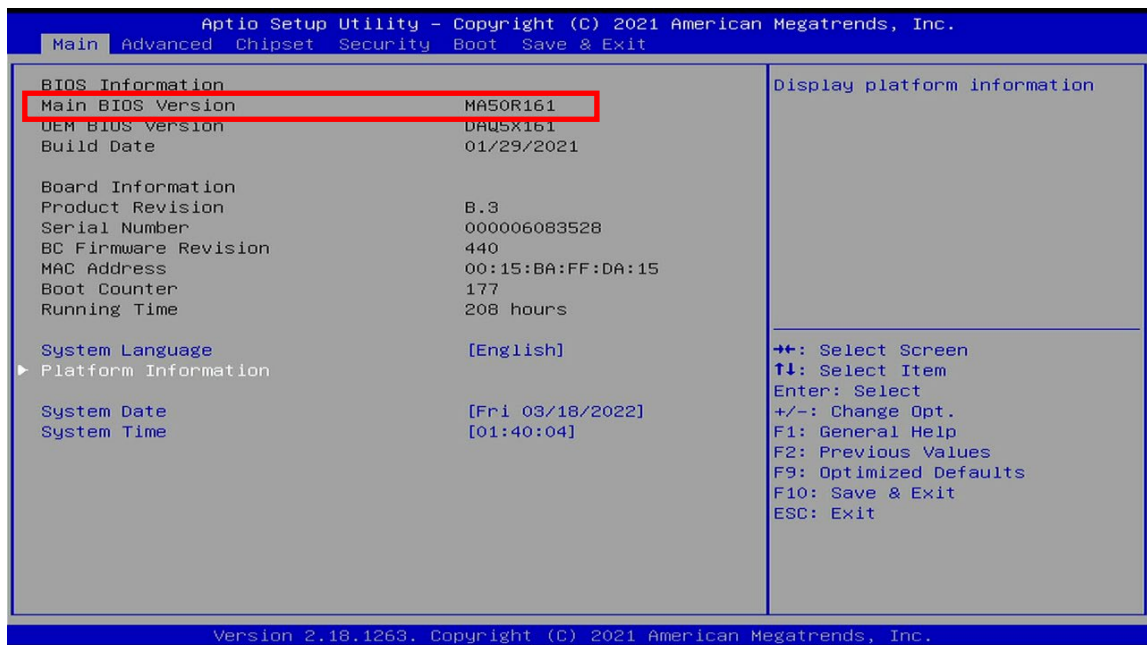 Aptio Setup Utility – Copyright (C) 2021 American Megatrends, Inc.
Main Advanced Chipset Security Boot Save & Exit
BIOS Information
Main BIOS Version MA50R161
OEM BIOS Version DAQ5X161
Build Date 01/29/2021
Board Information
Product Revision B.3
Serial Number 000006083528
BC Firmware Revision 440
MAC Address 00:15:BA:FF:DA:15
Boot Counter 177
Running Time 208 hours
System Language [English]
► Platform Information
System Date [Fri 03/18/2022]
System Time [01:40:04]
Display platform information
→←: Select Screen
↑↓: Select Item
Enter: Select
+/-: Change Opt.
F1: General Help
F2: Previous Values
F9: Optimized Defaults
F10: Save & Exit
ESC: Exit
Version 2.18.1263. Copyright (C) 2021 American Megatrends, Inc.